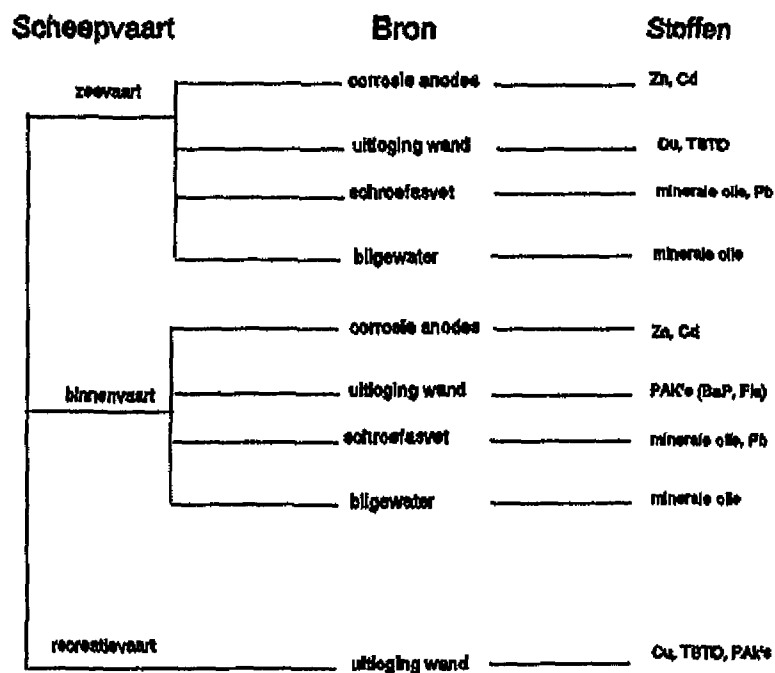 Scheepvaart Bron Stoffen
zeevaart
corrosie anodes Zn, Cd
uitloging wand Cu, TBTO
schroefasvet minerale olie, Pb
bilgewater minerale olie
binnenvaart
corrosie anodes Zn, Cd
uitloging wand PAK's (BaP, Fla)
schroefasvet minerale olie, Pb
bilgewater minerale olie
recreatievaart
uitloging wand Cu, TBTO, PAK's